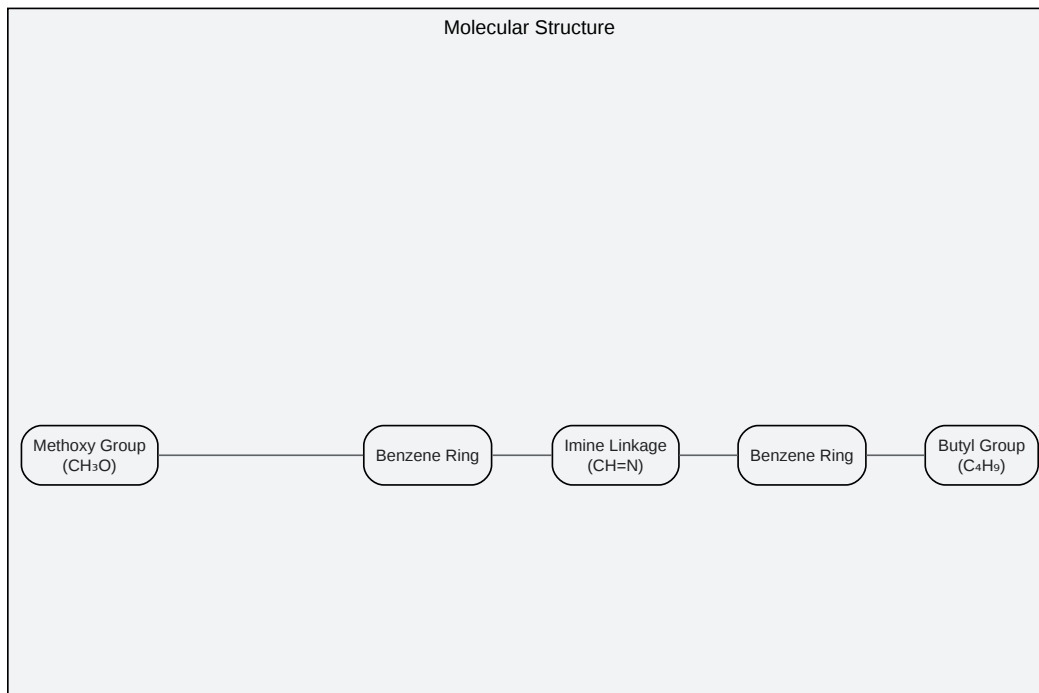 Molecular Structure
Methoxy Group
(CH₃O)
Benzene Ring
Imine Linkage
(CH=N)
Benzene Ring
Butyl Group
(C₄H₉)